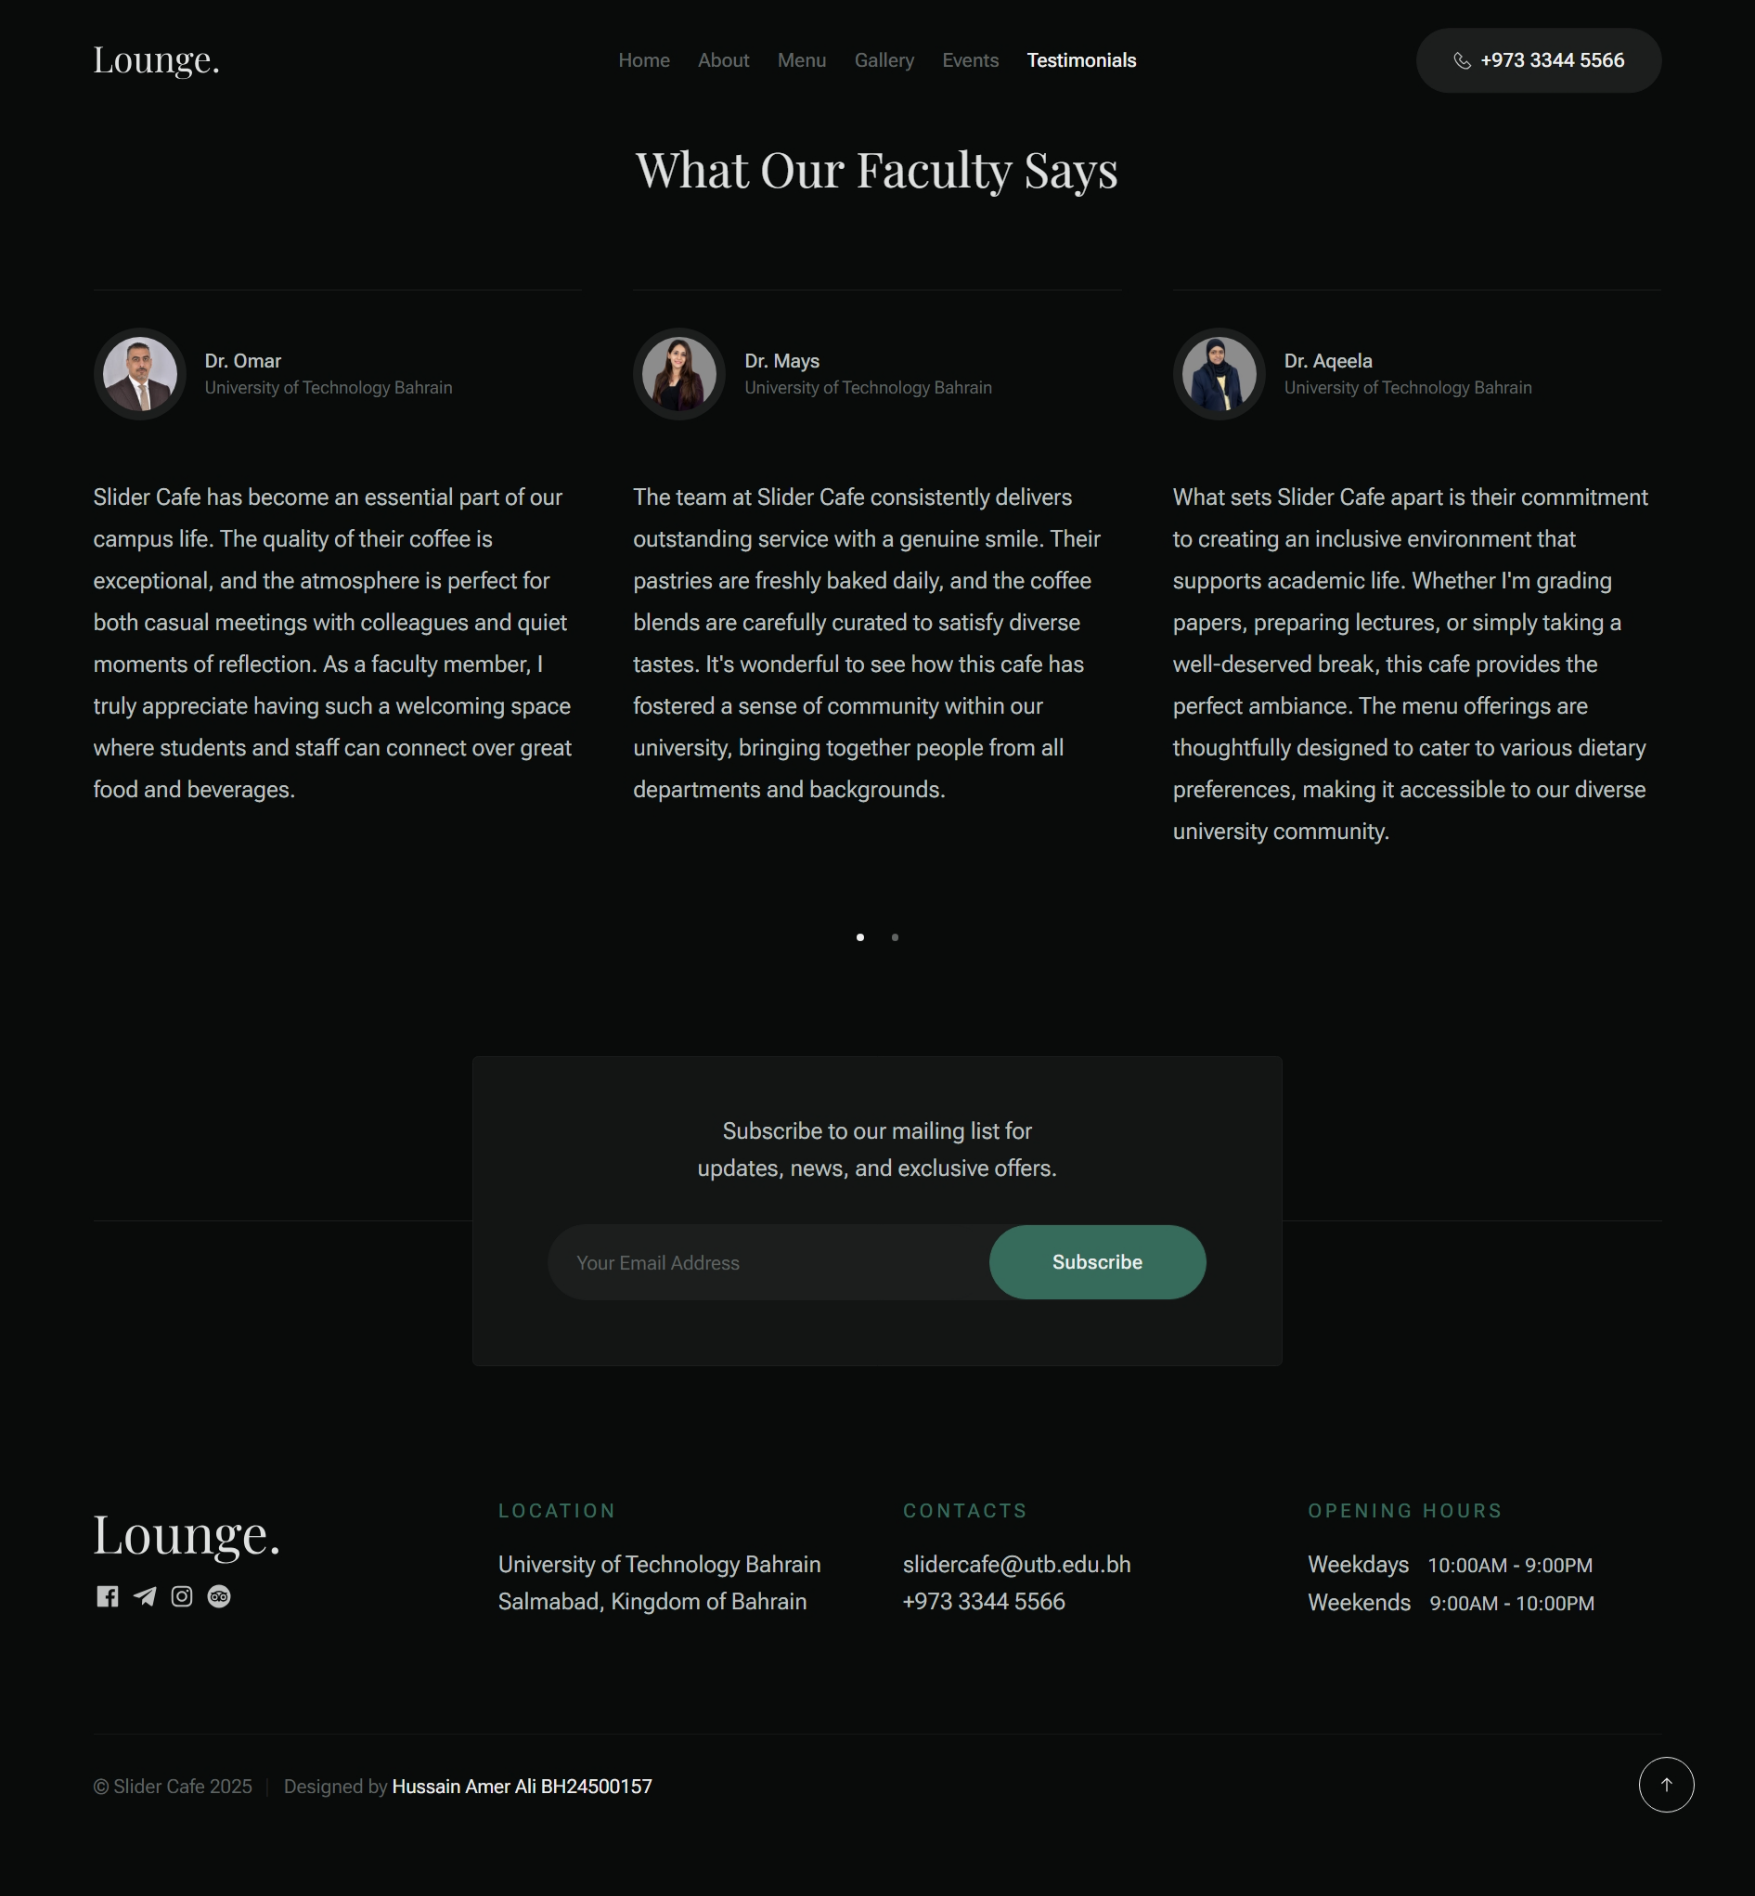 Lounge.
Home About Menu Gallery Events Testimonials
+973 3344 5566
What Our Faculty Says
Dr. Omar
University of Technology Bahrain
Slider Cafe has become an essential part of our
campus life. The quality of their coffee is
exceptional, and the atmosphere is perfect for
both casual meetings with colleagues and quiet
moments of reflection. As a faculty member, I
truly appreciate having such a welcoming space
where students and staff can connect over great
food and beverages.
Dr. Mays
University of Technology Bahrain
The team at Slider Cafe consistently delivers
outstanding service with a genuine smile. Their
pastries are freshly baked daily, and the coffee
blends are carefully curated to satisfy diverse
tastes. It's wonderful to see how this cafe has
fostered a sense of community within our
university, bringing together people from all
departments and backgrounds.
Dr. Aqeela
University of Technology Bahrain
What sets Slider Cafe apart is their commitment
to creating an inclusive environment that
supports academic life. Whether I'm grading
papers, preparing lectures, or simply taking a
well-deserved break, this cafe provides the
perfect ambiance. The menu offerings are
thoughtfully designed to cater to various dietary
preferences, making it accessible to our diverse
university community.
Subscribe to our mailing list for
updates, news, and exclusive offers.
Your Email Address
Subscribe
Lounge.
LOCATION
University of Technology Bahrain
Salmabad, Kingdom of Bahrain
CONTACTS
slidercafe@utb.edu.bh
+973 3344 5566
OPENING HOURS
Weekdays 10:00AM - 9:00PM
Weekends 9:00AM - 10:00PM
© Slider Cafe 2025 | Designed by Hussain Amer Ali BH24500157